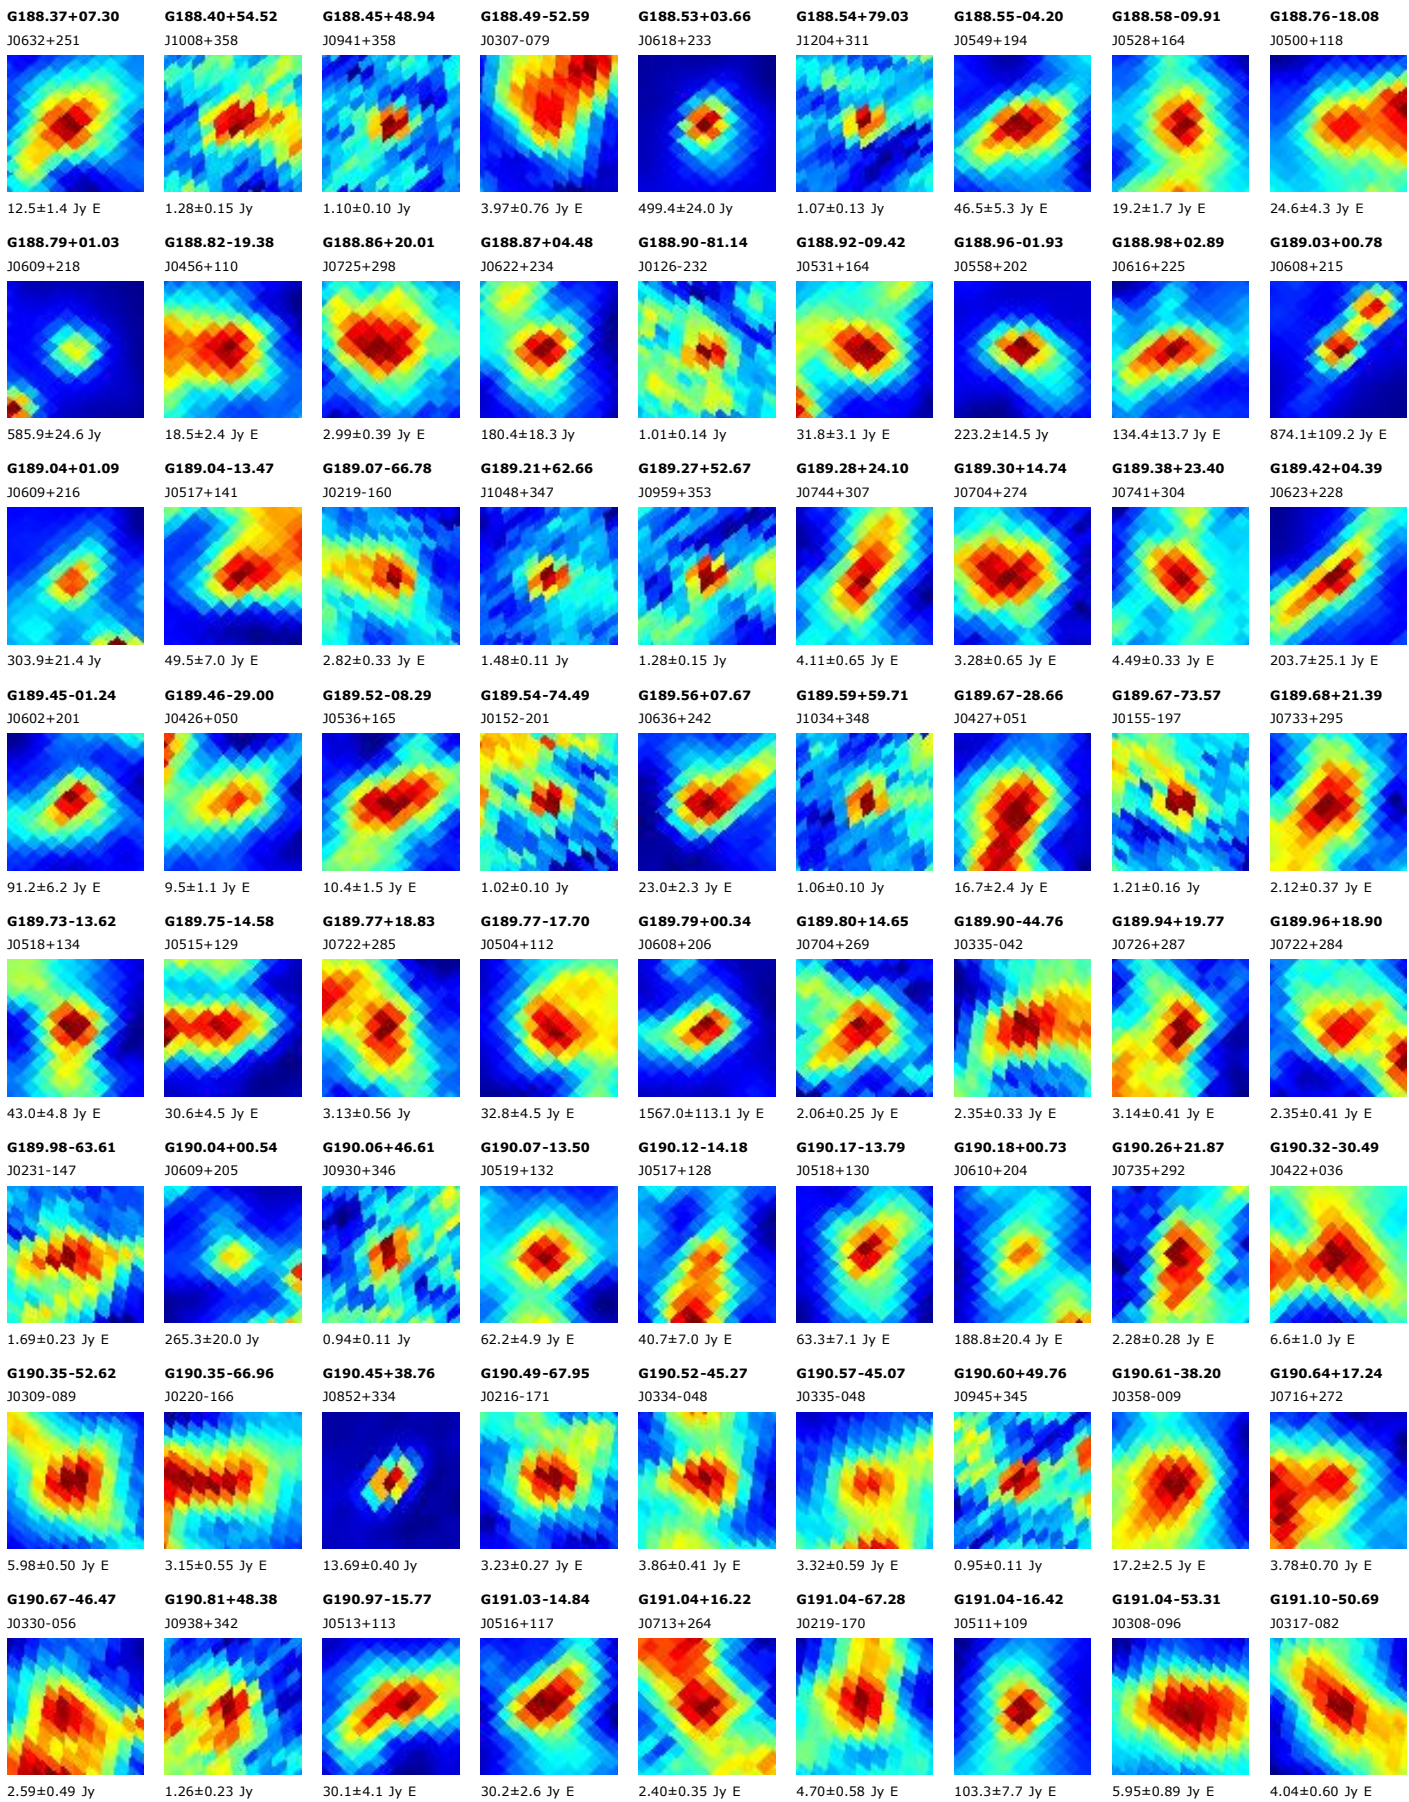 G188.37+07.30 G188.40+54.52 G188.45+48.94 G188.49-52.59 G188.53+03.66 G188.54+79.03 G188.55-04.20 G188.58-09.91 G188.76-18.08
J0632+251 J1008+358 J0941+358 J0307-079 J0618+233 J1204+311 J0549+194 J0528+164 J0500+118
12.5±1.4 Jy E 1.28±0.15 Jy 1.10±0.10 Jy 3.97±0.76 Jy E 499.4±24.0 Jy 1.07±0.13 Jy 46.5±5.3 Jy E 19.2±1.7 Jy E 24.6±4.3 Jy E
G188.79+01.03 G188.82-19.38 G188.86+20.01 G188.87+04.48 G188.90-81.14 G188.92-09.42 G188.96-01.93 G188.98+02.89 G189.03+00.78
J0609+218 J0456+110 J0725+298 J0622+234 J0126-232 J0531+164 J0558+202 J0616+225 J0608+215
585.9±24.6 Jy 18.5±2.4 Jy E 2.99±0.39 Jy E 180.4±18.3 Jy 1.01±0.14 Jy 31.8±3.1 Jy E 223.2±14.5 Jy 134.4±13.7 Jy E 874.1±109.2 Jy E
G189.04+01.09 G189.04-13.47 G189.07-66.78 G189.21+62.66 G189.27+52.67 G189.28+24.10 G189.30+14.74 G189.38+23.40 G189.42+04.39
J0609+216 J0517+141 J0219-160 J1048+347 J0959+353 J0744+307 J0704+274 J0741+304 J0623+228
303.9±21.4 Jy 49.5±7.0 Jy E 2.82±0.33 Jy E 1.48±0.11 Jy 1.28±0.15 Jy 4.11±0.65 Jy E 3.28±0.65 Jy E 4.49±0.33 Jy E 203.7±25.1 Jy E
G189.45-01.24 G189.46-29.00 G189.52-08.29 G189.54-74.49 G189.56+07.67 G189.59+59.71 G189.67-28.66 G189.67-73.57 G189.68+21.39
J0602+201 J0426+050 J0536+165 J0152-201 J0636+242 J1034+348 J0427+051 J0155-197 J0733+295
91.2±6.2 Jy E 9.5±1.1 Jy E 10.4±1.5 Jy E 1.02±0.10 Jy 23.0±2.3 Jy E 1.06±0.10 Jy 16.7±2.4 Jy E 1.21±0.16 Jy 2.12±0.37 Jy E
G189.73-13.62 G189.75-14.58 G189.77+18.83 G189.77-17.70 G189.79+00.34 G189.80+14.65 G189.90-44.76 G189.94+19.77 G189.96+18.90
J0518+134 J0515+129 J0722+285 J0504+112 J0608+206 J0704+269 J0335-042 J0726+287 J0722+284
43.0±4.8 Jy E 30.6±4.5 Jy E 3.13±0.56 Jy 32.8±4.5 Jy E 1567.0±113.1 Jy E 2.06±0.25 Jy E 2.35±0.33 Jy E 3.14±0.41 Jy E 2.35±0.41 Jy E
G189.98-63.61 G190.04+00.54 G190.06+46.61 G190.07-13.50 G190.12-14.18 G190.17-13.79 G190.18+00.73 G190.26+21.87 G190.32-30.49
J0231-147 J0609+205 J0930+346 J0519+132 J0517+128 J0518+130 J0610+204 J0735+292 J0422+036
1.69±0.23 Jy E 265.3±20.0 Jy 0.94±0.11 Jy 62.2±4.9 Jy E 40.7±7.0 Jy E 63.3±7.1 Jy E 188.8±20.4 Jy E 2.28±0.28 Jy E 6.6±1.0 Jy E
G190.35-52.62 G190.35-66.96 G190.45+38.76 G190.49-67.95 G190.52-45.27 G190.57-45.07 G190.60+49.76 G190.61-38.20 G190.64+17.24
J0309-089 J0220-166 J0852+334 J0216-171 J0334-048 J0335-048 J0945+345 J0358-009 J0716+272
5.98±0.50 Jy E 3.15±0.55 Jy E 13.69±0.40 Jy 3.23±0.27 Jy E 3.86±0.41 Jy E 3.32±0.59 Jy E 0.95±0.11 Jy 17.2±2.5 Jy E 3.78±0.70 Jy E
G190.67-46.47 G190.81+48.38 G190.97-15.77 G191.03-14.84 G191.04+16.22 G191.04-67.28 G191.04-16.42 G191.04-53.31 G191.10-50.69
J0330-056 J0938+342 J0513+113 J0516+117 J0713+264 J0219-170 J0511+109 J0308-096 J0317-082
2.59±0.49 Jy 1.26±0.23 Jy 30.1±4.1 Jy E 30.2±2.6 Jy E 2.40±0.35 Jy E 4.70±0.58 Jy E 103.3±7.7 Jy E 5.95±0.89 Jy E 4.04±0.60 Jy E